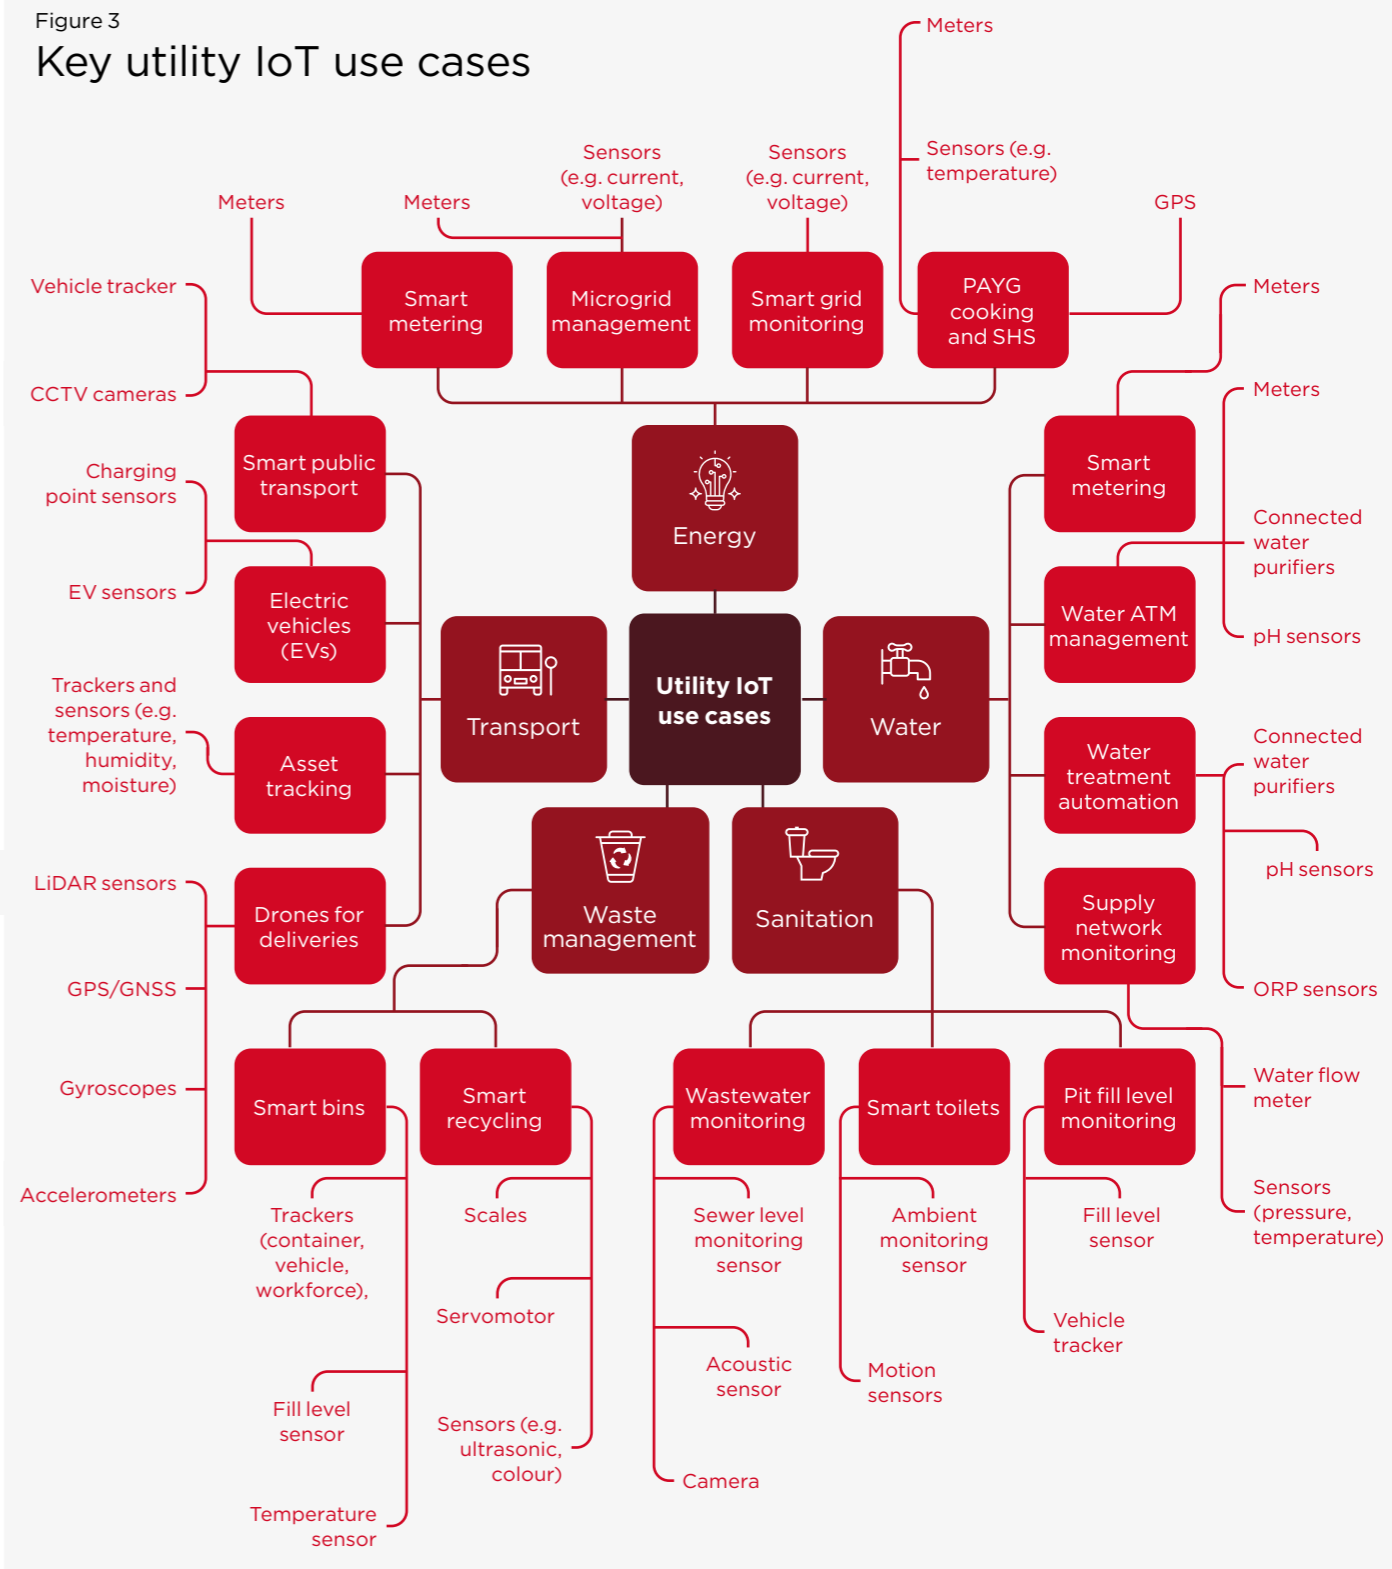 Figure 3
Key utility IoT use cases
Meters
Sensors (e.g.
temperature)
GPS
Sensors
(e.g. current,
voltage)
Sensors
(e.g. current,
voltage)
Meters
Meters
Smart
metering
Microgrid
management
Smart grid
monitoring
PAYG
cooking
and SHS
Energy
Vehicle tracker
CCTV cameras
Smart public
transport
Charging
point sensors
EV sensors
Electric
vehicles
(EVs)
Trackers and
sensors (e.g.
temperature,
humidity,
moisture)
Asset
tracking
LiDAR sensors
GPS/GNSS
Gyroscopes
Accelerometers
Drones for
deliveries
Transport
Utility IoT
use cases
Water
Meters
Smart
metering
Meters
Connected
water
purifiers
pH sensors
Water ATM
management
Connected
water
purifiers
pH sensors
ORP sensors
Water
treatment
automation
Supply
network
monitoring
Water flow
meter
Sensors
(pressure,
temperature)
Waste
management
Sanitation
Smart bins
Smart
recycling
Wastewater
monitoring
Smart toilets
Pit fill level
monitoring
Trackers
(container,
vehicle,
workforce),
Fill level
sensor
Temperature
sensor
Scales
Servomotor
Sensors (e.g.
ultrasonic,
colour)
Sewer level
monitoring
sensor
Acoustic
sensor
Camera
Ambient
monitoring
sensor
Motion
sensors
Fill level
sensor
Vehicle
tracker